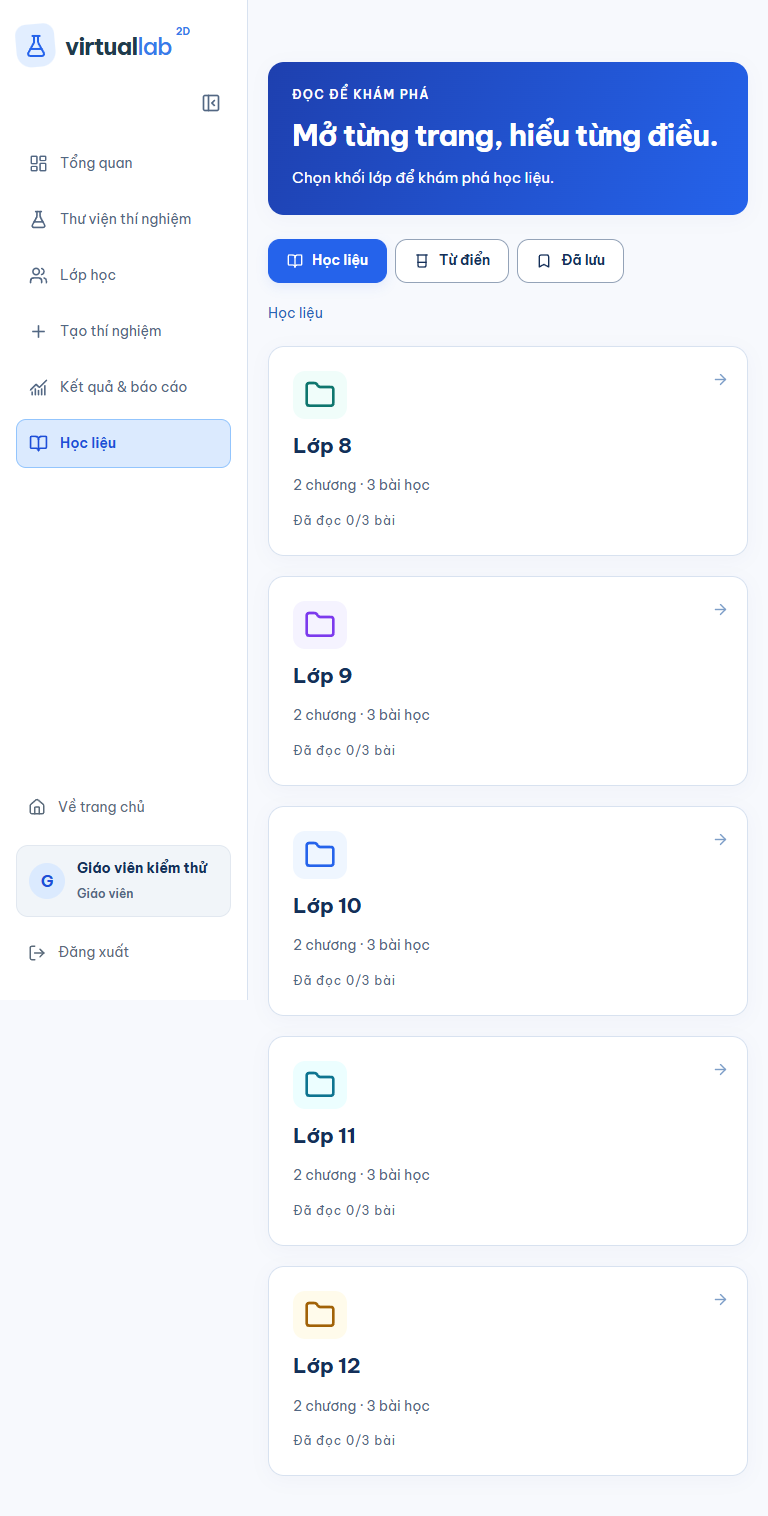 virtuallab 2D
Tổng quan
Thư viện thí nghiệm
Lớp học
Tạo thí nghiệm
Kết quả & báo cáo
Học liệu
Về trang chủ
G
Giáo viên kiểm thử
Giáo viên
Đăng xuất
ĐỌC ĐỂ KHÁM PHÁ
Mở từng trang, hiểu từng điều.
Chọn khối lớp để khám phá học liệu.
Học liệu
Từ điển
Đã lưu
Học liệu
Lớp 8
2 chương · 3 bài học
Đã đọc 0/3 bài
Lớp 9
2 chương · 3 bài học
Đã đọc 0/3 bài
Lớp 10
2 chương · 3 bài học
Đã đọc 0/3 bài
Lớp 11
2 chương · 3 bài học
Đã đọc 0/3 bài
Lớp 12
2 chương · 3 bài học
Đã đọc 0/3 bài